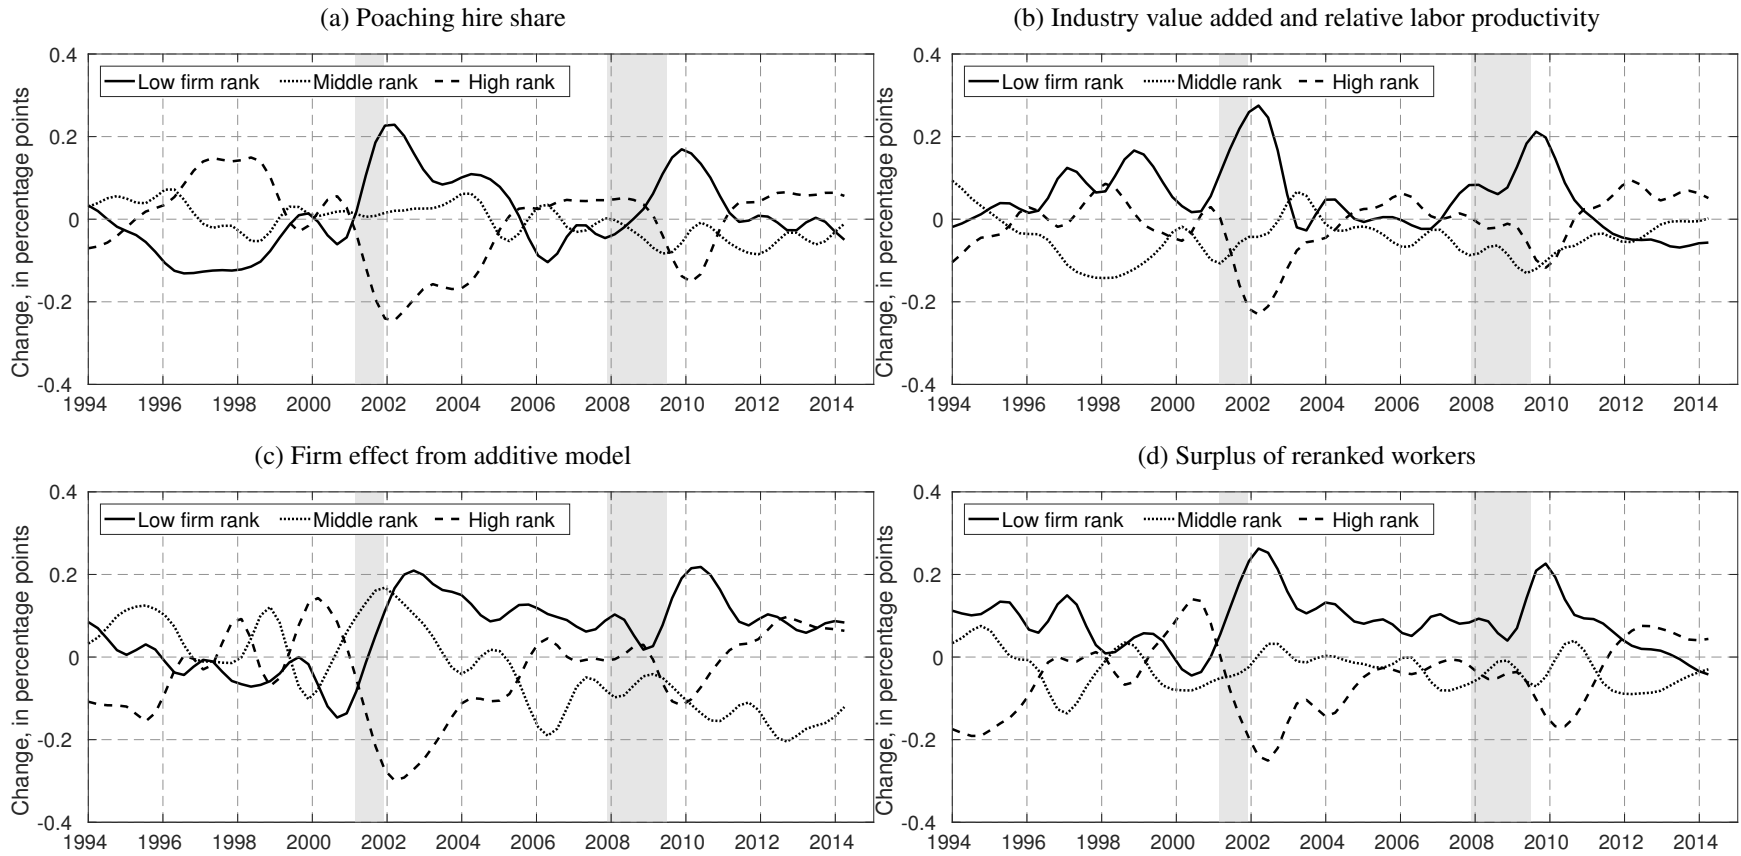 (a) Poaching hire share
Change, in percentage points
0.4
0.2
0
-0.2
-0.4
Low firm rank Middle rank High rank
1994 1996 1998 2000 2002 2004 2006 2008 2010 2012 2014
(b) Industry value added and relative labor productivity
Change, in percentage points
0.4
0.2
0
-0.2
-0.4
Low firm rank Middle rank High rank
1994 1996 1998 2000 2002 2004 2006 2008 2010 2012 2014
(c) Firm effect from additive model
Change, in percentage points
0.4
0.2
0
-0.2
-0.4
Low firm rank Middle rank High rank
1994 1996 1998 2000 2002 2004 2006 2008 2010 2012 2014
(d) Surplus of reranked workers
Change, in percentage points
0.4
0.2
0
-0.2
-0.4
Low firm rank Middle rank High rank
1994 1996 1998 2000 2002 2004 2006 2008 2010 2012 2014